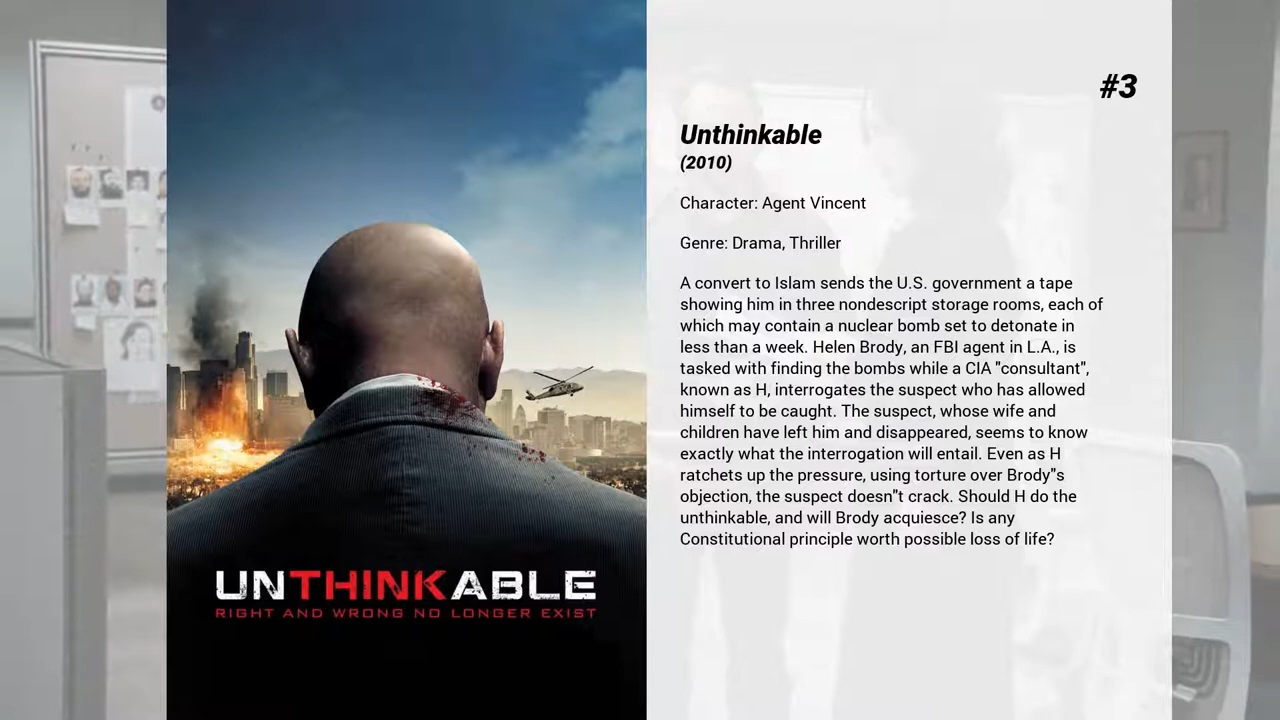 #3
Unthinkable
(2010)
Character: Agent Vincent
Genre: Drama, Thriller
A convert to Islam sends the U.S. government a tape
showing him in three nondescript storage rooms, each of
which may contain a nuclear bomb set to detonate in
less than a week. Helen Brody, an FBI agent in L.A., is
tasked with finding the bombs while a CIA "consultant",
known as H, interrogates the suspect who has allowed
himself to be caught. The suspect, whose wife and
children have left him and disappeared, seems to know
exactly what the interrogation will entail. Even as H
ratchets up the pressure, using torture over Brody"s
objection, the suspect doesn"t crack. Should H do the
unthinkable, and will Brody acquiesce? Is any
Constitutional principle worth possible loss of life?
UNTHINKABLE
RIGHT AND WRONG NO LONGER EXIST